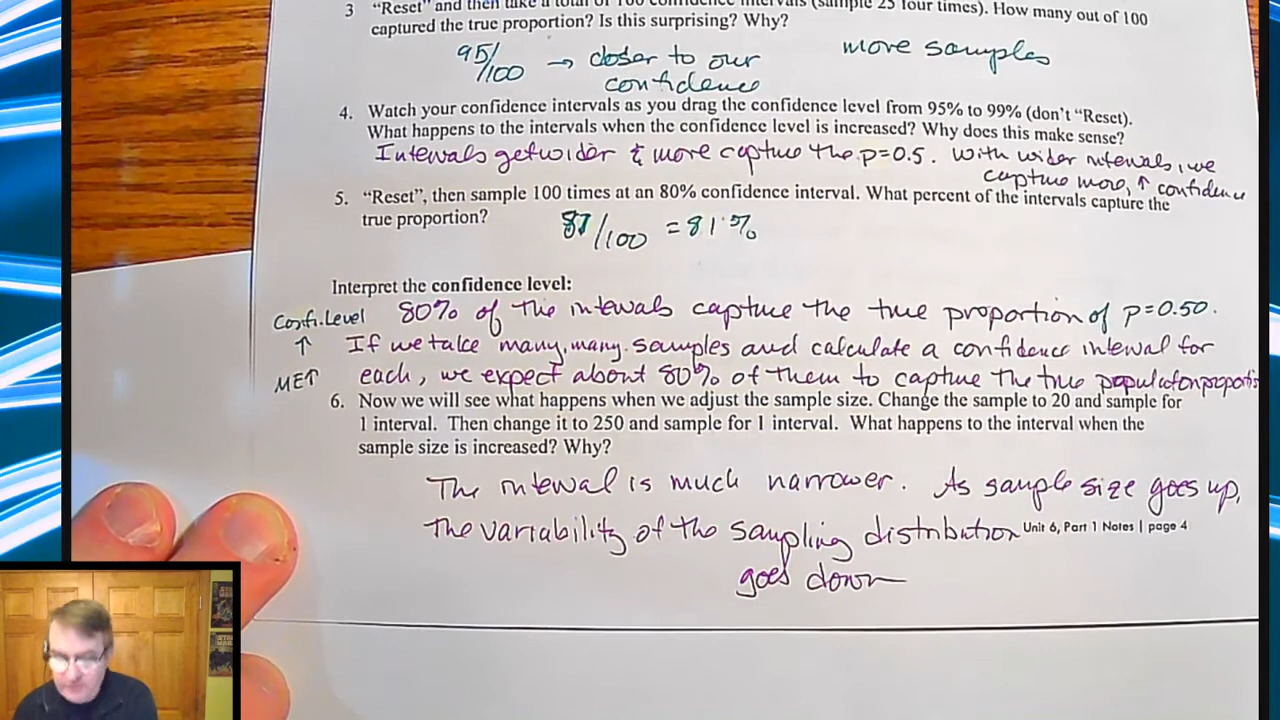 3 "Reset" and then take a total of 100 confidence intervals (sample 25 four times). How many out of 100
captured the true proportion? Is this surprising? Why?
95/100 → closer to our confidence
more samples
4. Watch your confidence intervals as you drag the confidence level from 95% to 99% (don't "Reset).
What happens to the intervals when the confidence level is increased? Why does this make sense?
Intervals get wider & more capture the p=0.5. With wider intervals, we
capture more, ↑ confidence
5. "Reset", then sample 100 times at an 80% confidence interval. What percent of the intervals capture the
true proportion?
81/100 = 81%
Interpret the confidence level:
Conf. Level 80% of the intervals capture the true proportion of p=0.50.
↑ If we take many, many samples and calculate a confidence interval for
ME↑ each, we expect about 80% of them to capture the true population
6. Now we will see what happens when we adjust the sample size. Change the sample to 20 and sample for
1 interval. Then change it to 250 and sample for 1 interval. What happens to the interval when the
sample size is increased? Why?
The interval is much narrower. As sample size goes up,
the variability of the sampling distribution
Unit 6, Part 1 Notes | page 4
goes down